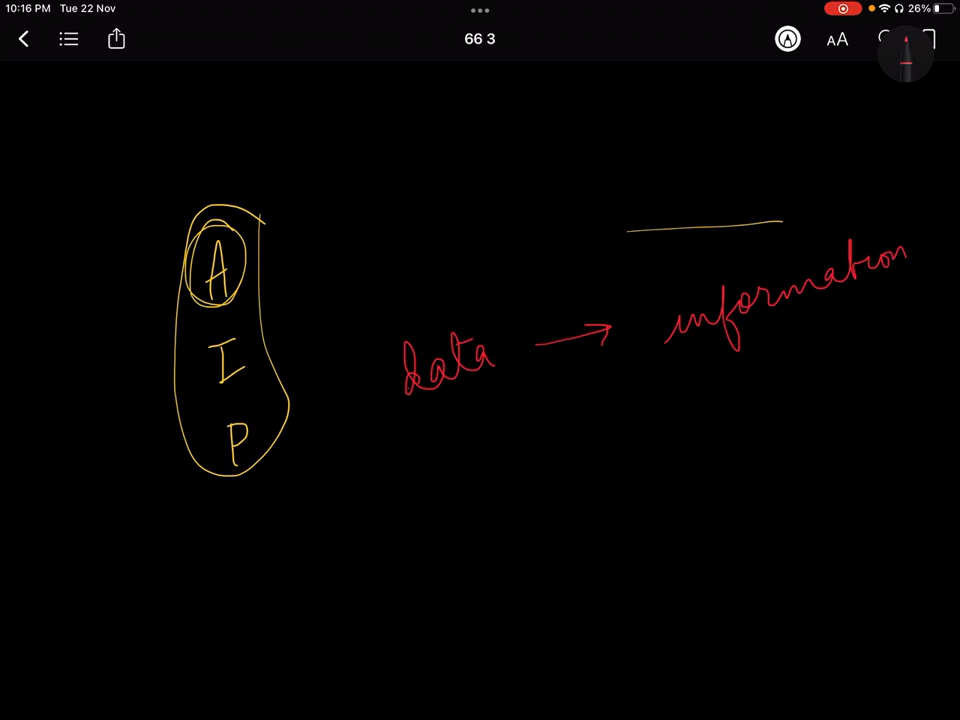 10:16 PM Tue 22 Nov
26%
66 3
AA
A
I
P
data → information